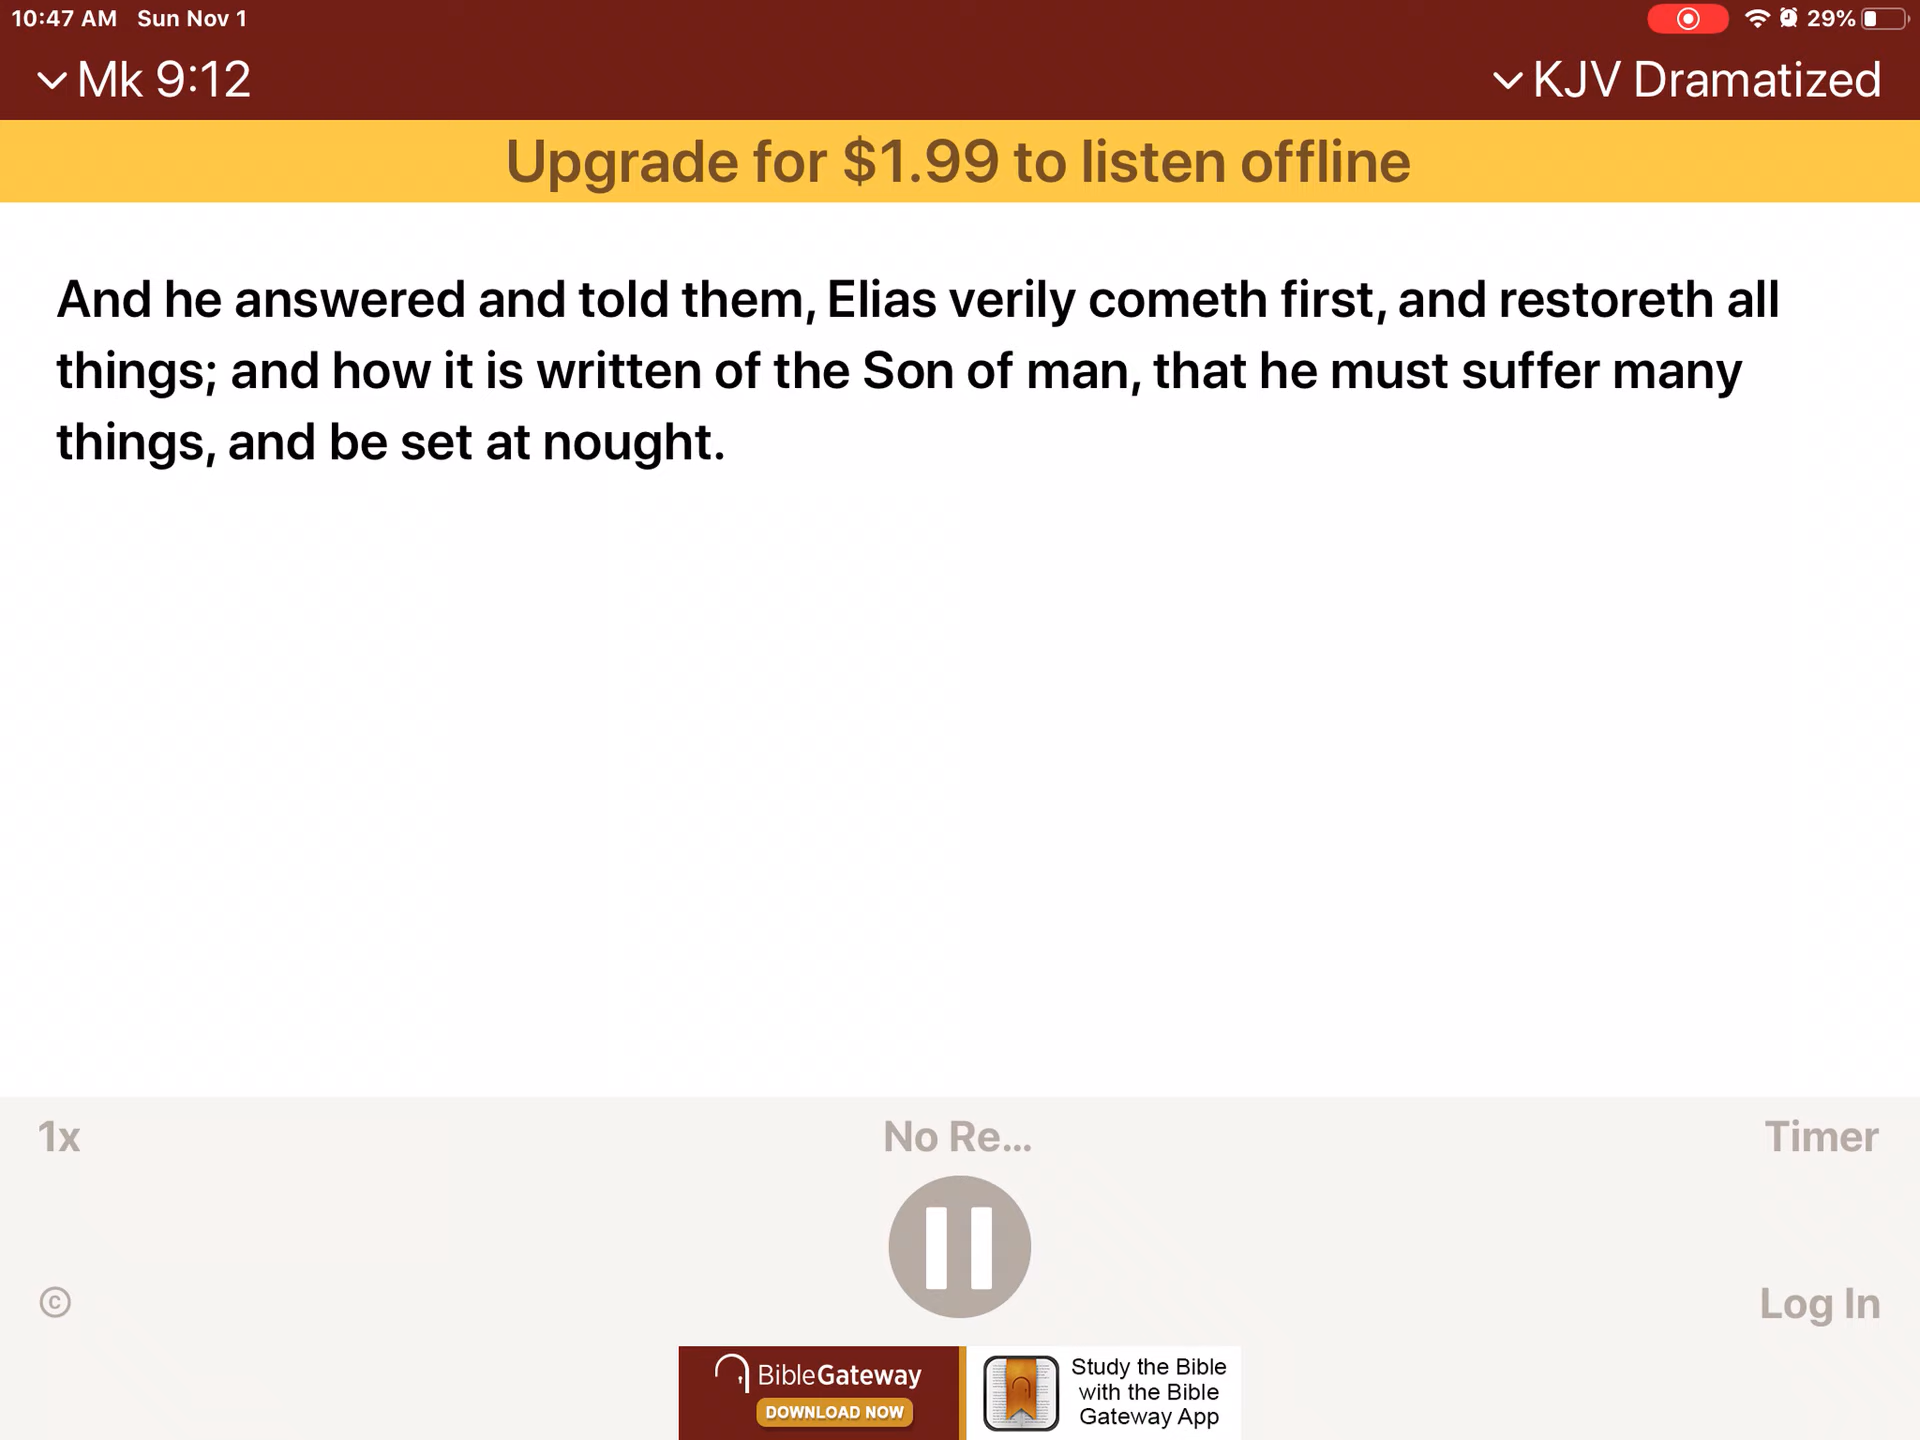 10:47 AM Sun Nov 1
29%
Mk 9:12
KJV Dramatized
Upgrade for $1.99 to listen offline
And he answered and told them, Elias verily cometh first, and restoreth all
things; and how it is written of the Son of man, that he must suffer many
things, and be set at nought.
1x
No Re...
Timer
©
Log In
BibleGateway
DOWNLOAD NOW
Study the Bible
with the Bible
Gateway App